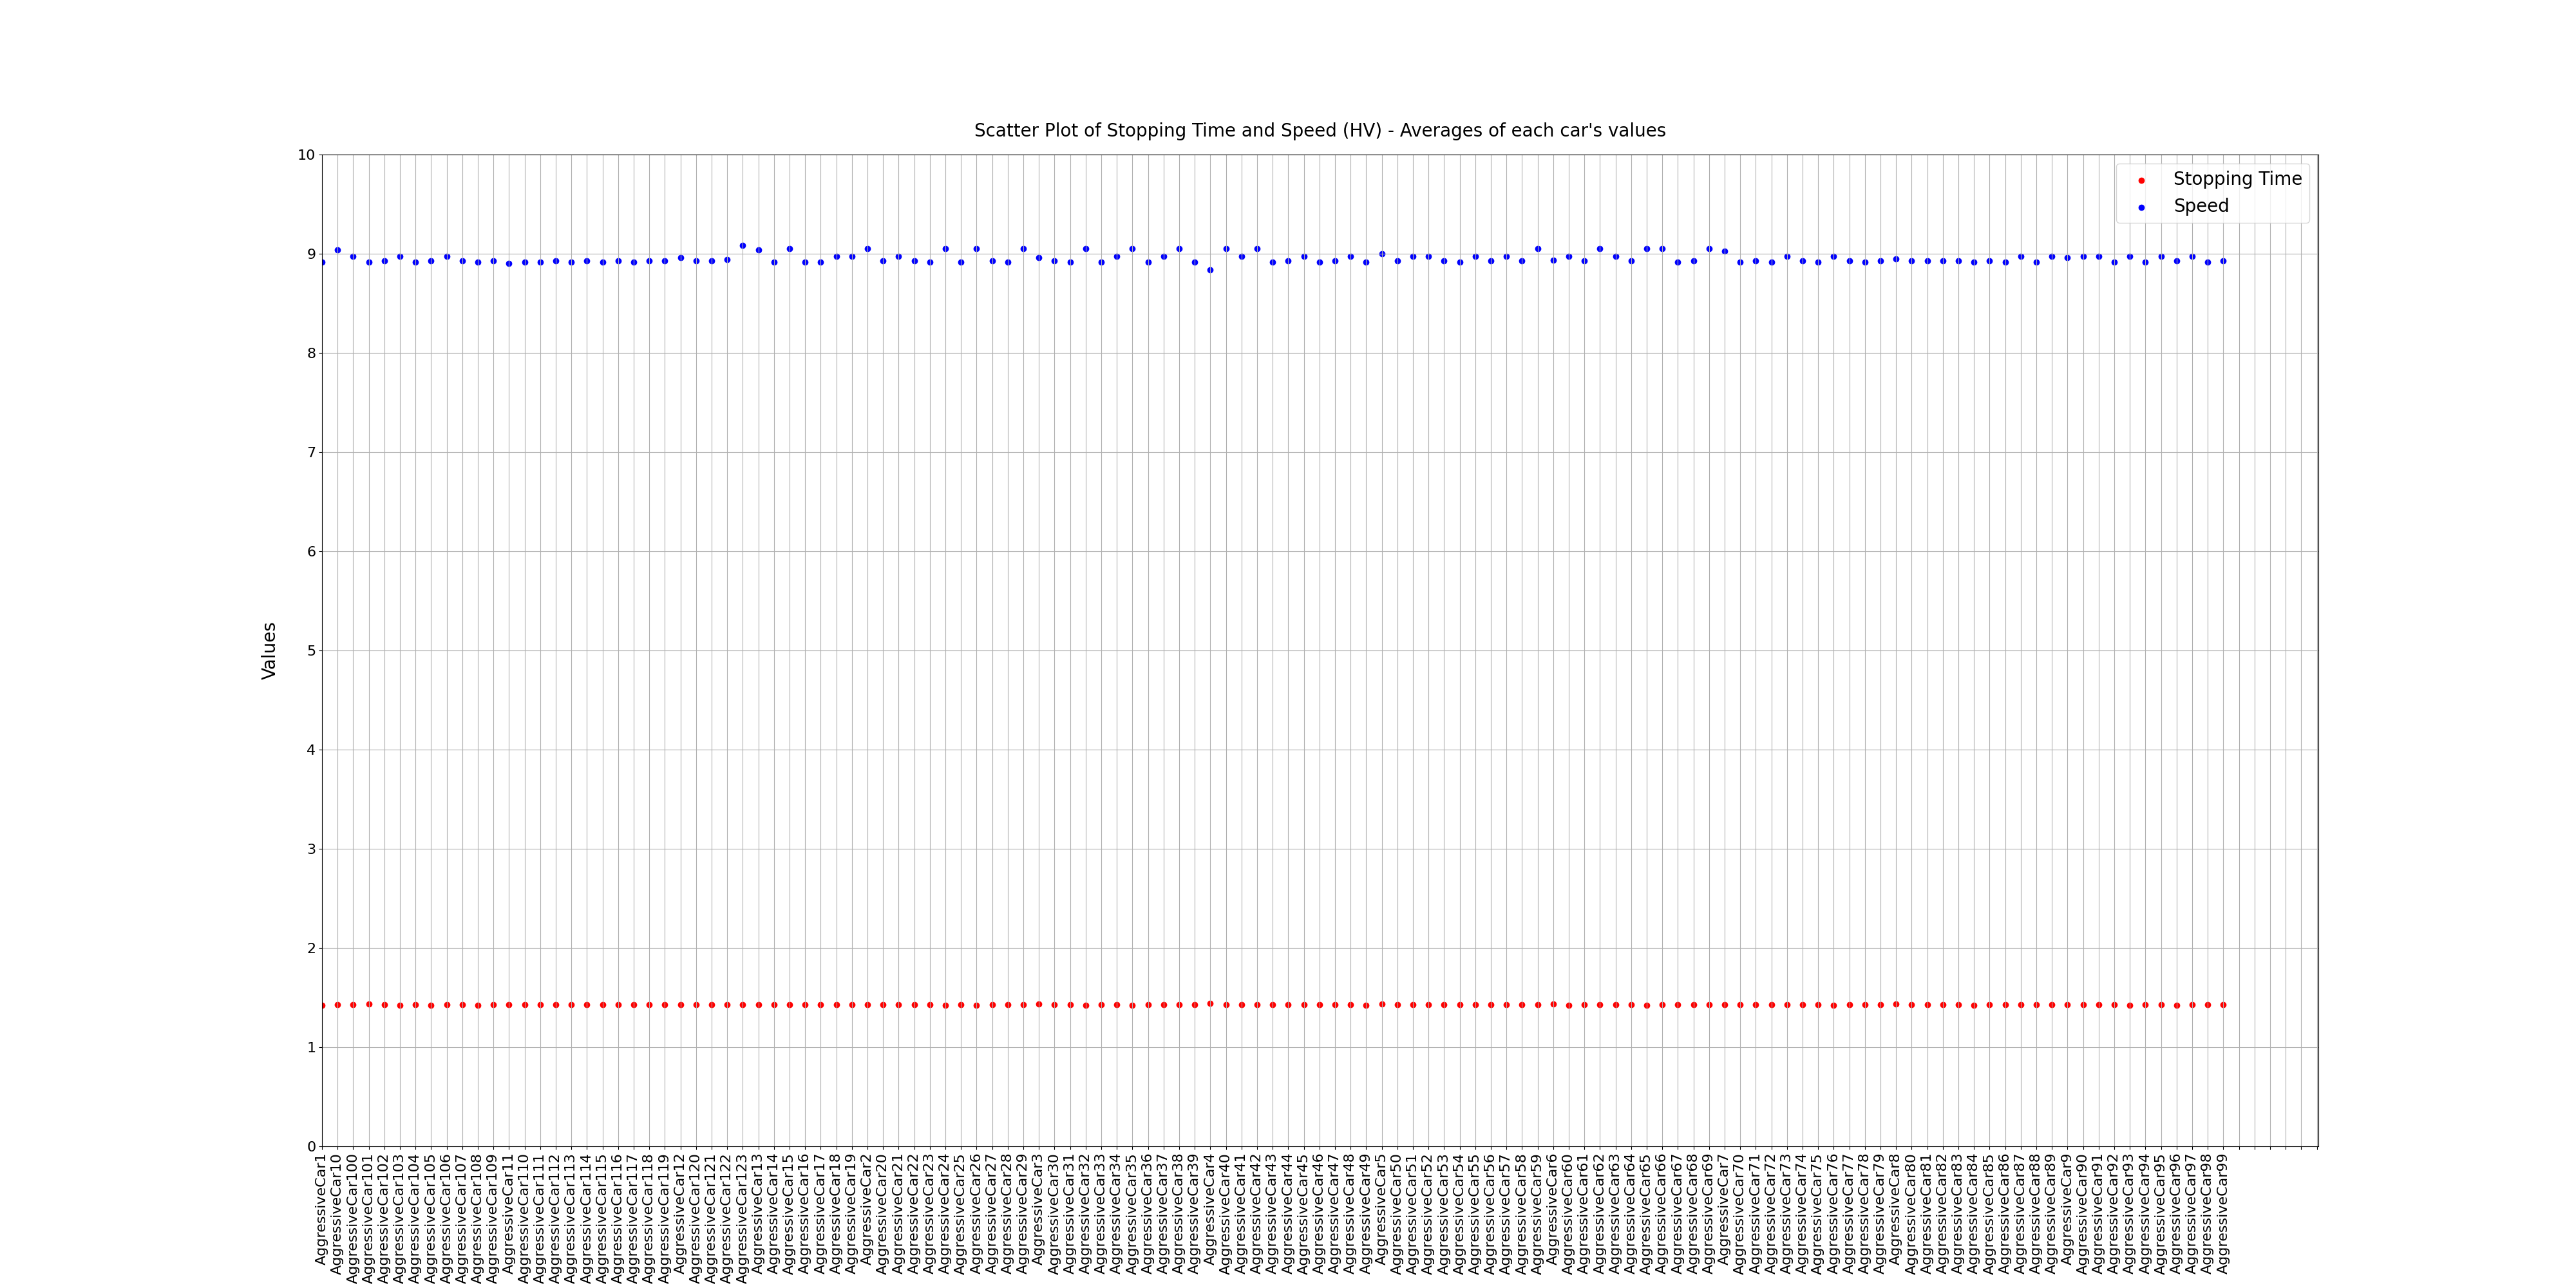 Scatter Plot of Stopping Time and Speed (HV) - Averages of each car's values
Stopping Time
Speed
10
9
8
7
6
5
4
3
2
1
0
Values
AggressiveCar1
AggressiveCar10
AggressiveCar100
AggressiveCar101
AggressiveCar102
AggressiveCar103
AggressiveCar104
AggressiveCar105
AggressiveCar106
AggressiveCar107
AggressiveCar108
AggressiveCar109
AggressiveCar11
AggressiveCar110
AggressiveCar111
AggressiveCar112
AggressiveCar113
AggressiveCar114
AggressiveCar115
AggressiveCar116
AggressiveCar117
AggressiveCar118
AggressiveCar119
AggressiveCar12
AggressiveCar120
AggressiveCar121
AggressiveCar122
AggressiveCar123
AggressiveCar13
AggressiveCar14
AggressiveCar15
AggressiveCar16
AggressiveCar17
AggressiveCar18
AggressiveCar19
AggressiveCar2
AggressiveCar20
AggressiveCar21
AggressiveCar22
AggressiveCar23
AggressiveCar24
AggressiveCar25
AggressiveCar26
AggressiveCar27
AggressiveCar28
AggressiveCar29
AggressiveCar3
AggressiveCar30
AggressiveCar31
AggressiveCar32
AggressiveCar33
AggressiveCar34
AggressiveCar35
AggressiveCar36
AggressiveCar37
AggressiveCar38
AggressiveCar39
AggressiveCar4
AggressiveCar40
AggressiveCar41
AggressiveCar42
AggressiveCar43
AggressiveCar44
AggressiveCar45
AggressiveCar46
AggressiveCar47
AggressiveCar48
AggressiveCar49
AggressiveCar5
AggressiveCar50
AggressiveCar51
AggressiveCar52
AggressiveCar53
AggressiveCar54
AggressiveCar55
AggressiveCar56
AggressiveCar57
AggressiveCar58
AggressiveCar59
AggressiveCar6
AggressiveCar60
AggressiveCar61
AggressiveCar62
AggressiveCar63
AggressiveCar64
AggressiveCar65
AggressiveCar66
AggressiveCar67
AggressiveCar68
AggressiveCar69
AggressiveCar7
AggressiveCar70
AggressiveCar71
AggressiveCar72
AggressiveCar73
AggressiveCar74
AggressiveCar75
AggressiveCar76
AggressiveCar77
AggressiveCar78
AggressiveCar79
AggressiveCar8
AggressiveCar80
AggressiveCar81
AggressiveCar82
AggressiveCar83
AggressiveCar84
AggressiveCar85
AggressiveCar86
AggressiveCar87
AggressiveCar88
AggressiveCar89
AggressiveCar9
AggressiveCar90
AggressiveCar91
AggressiveCar92
AggressiveCar93
AggressiveCar94
AggressiveCar95
AggressiveCar96
AggressiveCar97
AggressiveCar98
AggressiveCar99